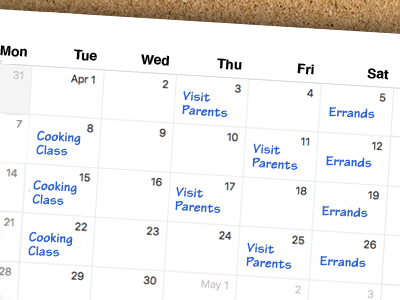 Mon Tue Wed Thu Fri Sat
31 Apr 1 2 3 4 5
Visit
Parents
Errands
7 8 9 10 11 12
Cooking
Class
Visit
Parents
Errands
14 15 16 17 18 19
Cooking
Class
Visit
Parents
Errands
21 22 23 24 25 26
Cooking
Class
Visit
Parents
Errands
28 29 30 May 1 2 3